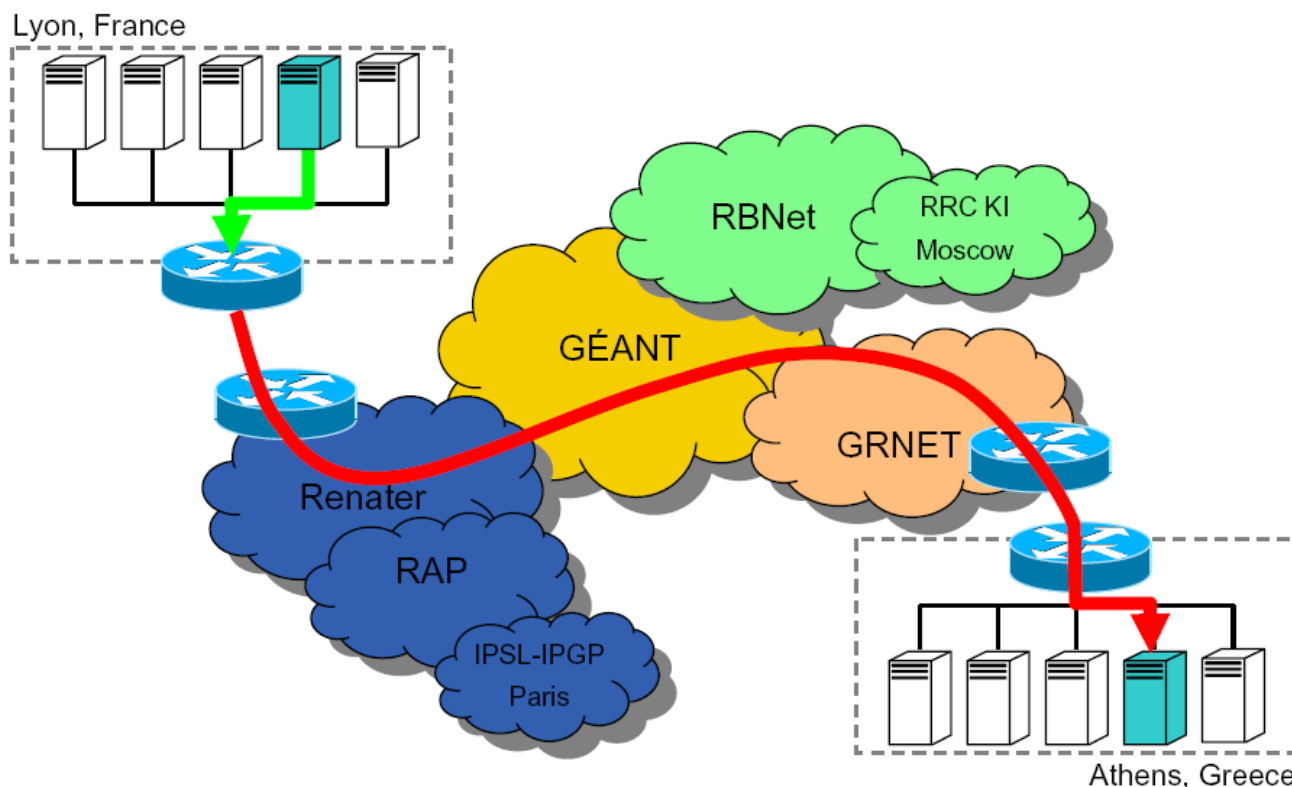 Lyon, France
RBNet
RRC KI
Moscow
GÉANT
GRNET
Renater
RAP
IPSL-IPGP
Paris
Athens, Greece